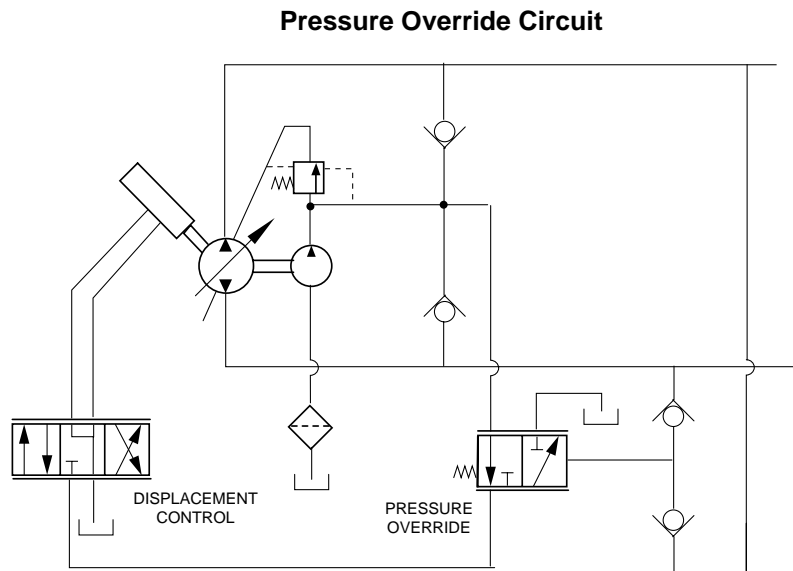 Pressure Override Circuit
DISPLACEMENT
CONTROL
PRESSURE
OVERRIDE